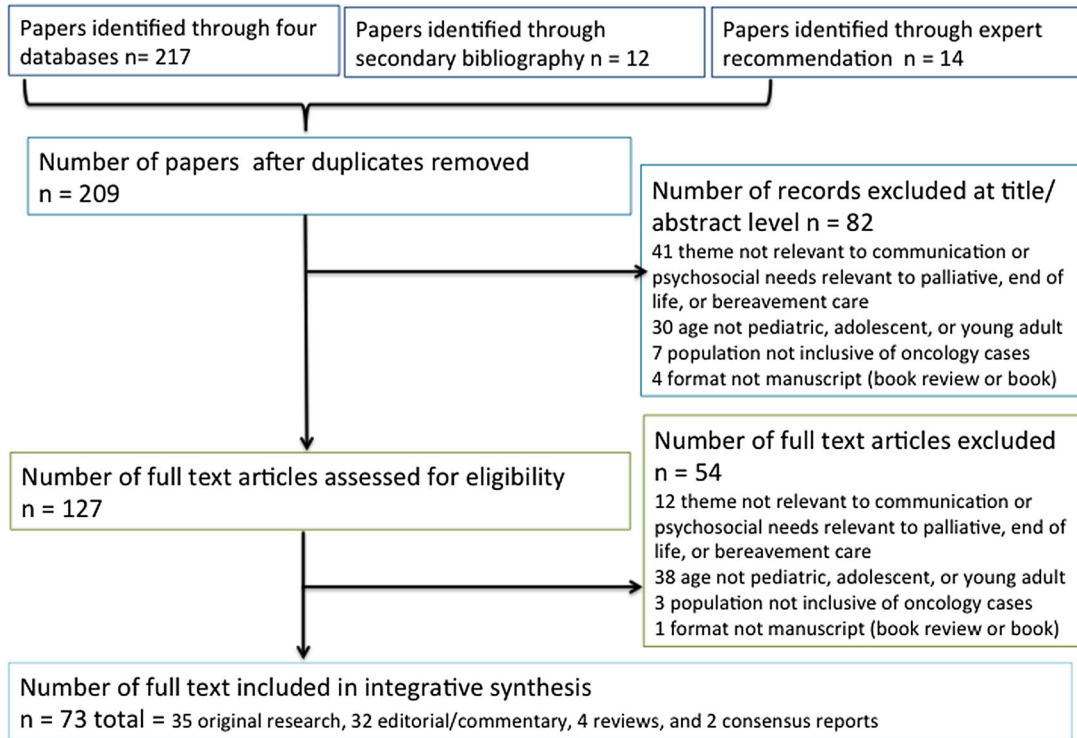 Papers identified through four
databases n= 217
Papers identified through
secondary bibliography n = 12
Papers identified through expert
recommendation n = 14
Number of papers after duplicates removed
n = 209
Number of records excluded at title/
abstract level n = 82
41 theme not relevant to communication or
psychosocial needs relevant to palliative, end of
life, or bereavement care
30 age not pediatric, adolescent, or young adult
7 population not inclusive of oncology cases
4 format not manuscript (book review or book)
Number of full text articles assessed for eligibility
n = 127
Number of full text articles excluded
n = 54
12 theme not relevant to communication or
psychosocial needs relevant to palliative, end of
life, or bereavement care
38 age not pediatric, adolescent, or young adult
3 population not inclusive of oncology cases
1 format not manuscript (book review or book)
Number of full text included in integrative synthesis
n = 73 total = 35 original research, 32 editorial/commentary, 4 reviews, and 2 consensus reports